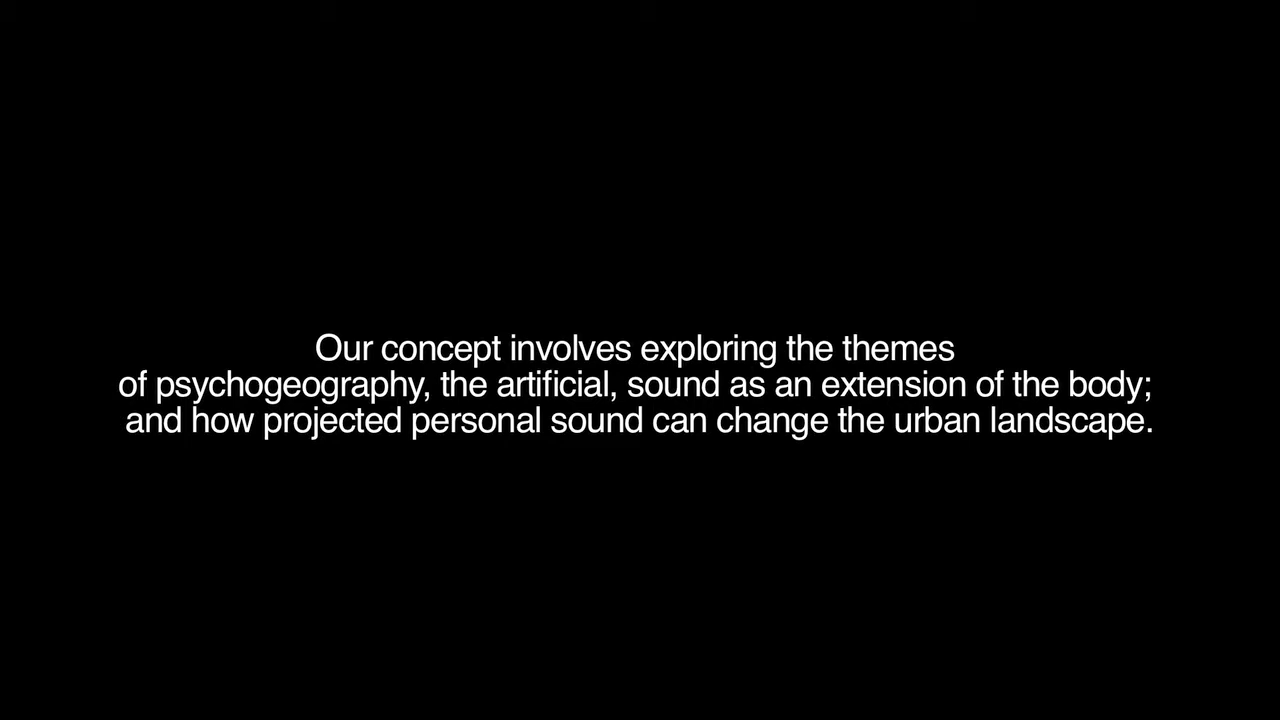 Our concept involves exploring the themes
of psychogeography, the artificial, sound as an extension of the body;
and how projected personal sound can change the urban landscape.